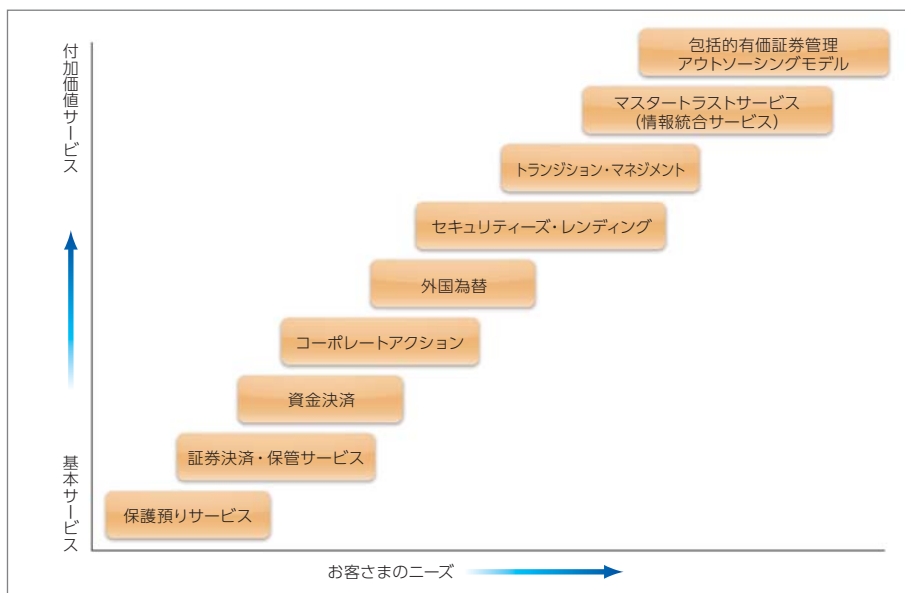 付加価値サービス
包括的有価証券管理
アウトソーシングモデル
マスタートラストサービス
(情報統合サービス)
トランジション・マネジメント
セキュリティーズ・レンディング
外国為替
コーポレートアクション
資金決済
証券決済・保管サービス
保護預りサービス
基本サービス
お客さまのニーズ